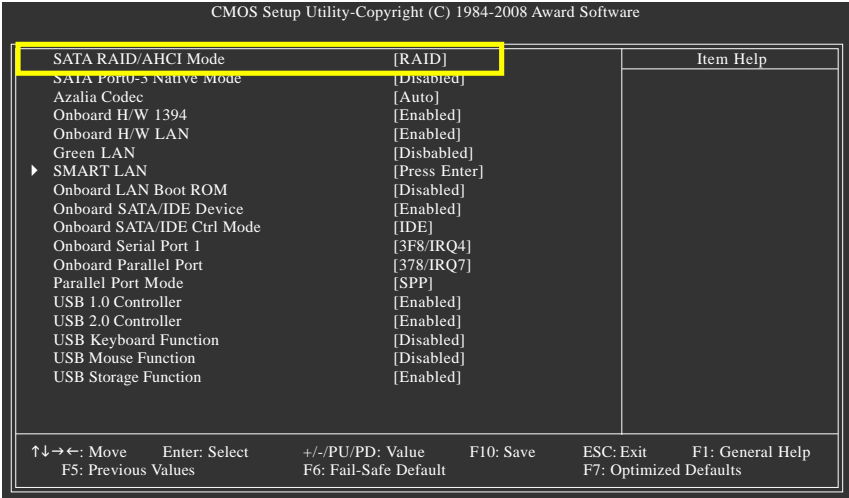 CMOS Setup Utility-Copyright (C) 1984-2008 Award Software
SATA RAID/AHCI Mode [RAID] Item Help
SATA Port0-3 Native Mode [Disabled]
Azalia Codec [Auto]
Onboard H/W 1394 [Enabled]
Onboard H/W LAN [Enabled]
Green LAN [Disbabled]
SMART LAN [Press Enter]
Onboard LAN Boot ROM [Disabled]
Onboard SATA/IDE Device [Enabled]
Onboard SATA/IDE Ctrl Mode [IDE]
Onboard Serial Port 1 [3F8/IRQ4]
Onboard Parallel Port [378/IRQ7]
Parallel Port Mode [SPP]
USB 1.0 Controller [Enabled]
USB 2.0 Controller [Enabled]
USB Keyboard Function [Disabled]
USB Mouse Function [Disabled]
USB Storage Function [Enabled]
↑↓→←: Move Enter: Select +/-/PU/PD: Value F10: Save ESC: Exit F1: General Help
F5: Previous Values F6: Fail-Safe Default F7: Optimized Defaults